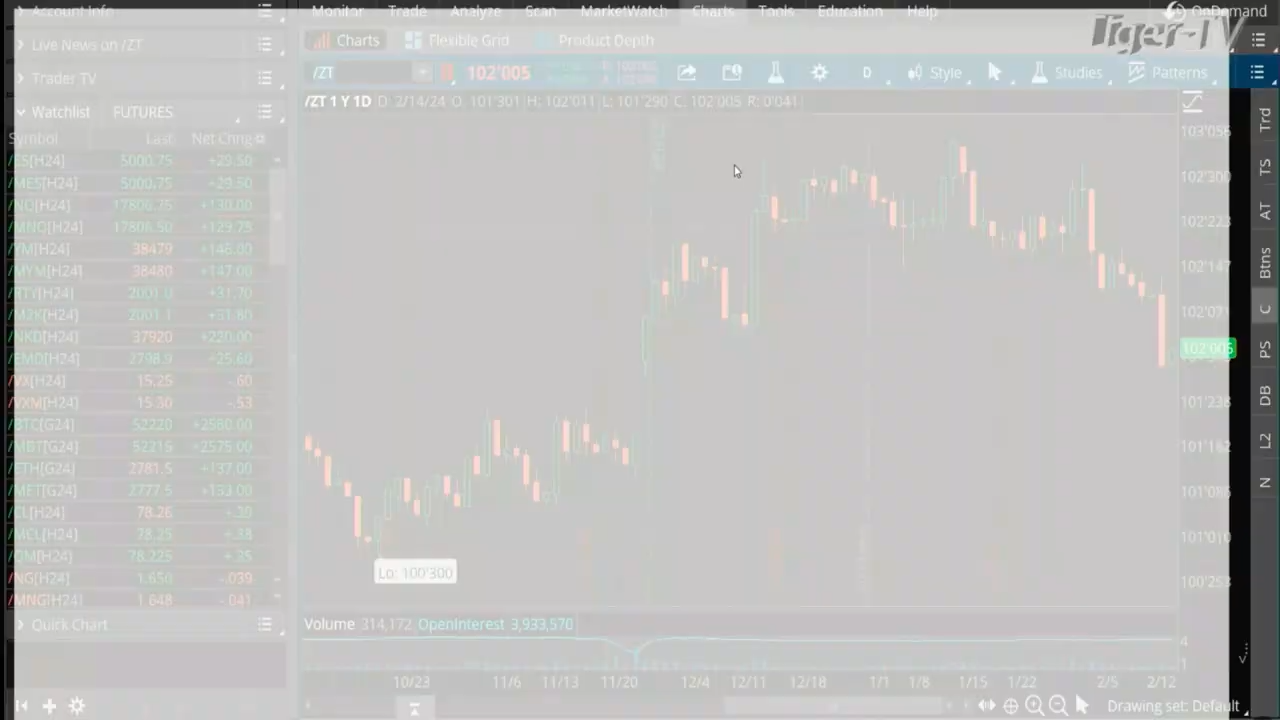 Account Info
Monitor Trade Analyze Scan MarketWatch Charts Tools Education Help OnDemand
Tiger-TV
Live News on /ZT
Charts Flexible Grid Product Depth
Trader TV
/ZT 102'005 D Style Studies Patterns
Watchlist FUTURES
/ZT 1 Y 1D D: 2/14/24 O: 101'301 H: 102'011 L: 101'290 C: 102'005 R: 0'041
Symbol Last Net Chng
/ES[H24] 5000.75 +29.50
/MES[H24] 5000.75 +29.50
/NQ[H24] 17806.75 +130.00
/MNQ[H24] 17806.50 +129.75
/YM[H24] 38479 +146.00
/MYM[H24] 38480 +147.00
/RTY[H24] 2001.0 +31.70
/M2K[H24] 2001.1 +31.80
/NKD[H24] 37920 +220.00
/EMD[H24] 2798.9 +25.60
/VX[H24] 15.25 -.60
/VXM[H24] 15.30 -.53
/BTC[G24] 52220 +2560.00
/MBT[G24] 52215 +2575.00
/ETH[G24] 2781.5 +137.00
/MET[G24] 2777.5 +133.00
/CL[H24] 78.26
/MCL[H24] 78.25 +.38
/QM[H24] 78.225 +.35
/NG[H24] 1.650 -.039
/MNG[H24] 1.648 -.041
Quick Chart
103'055
102'300
102'223
102'147
102'071
102'005
101'238
101'162
101'086
101'010
100'253
Lo: 100'300
Volume 314,172 OpenInterest 3,933,570
4
1
10/23 11/6 11/13 11/20 12/4 12/11 12/18 1/1 1/8 1/15 1/22 2/5 2/12
Drawing set: Default
Trd
TS
AT
Btns
C
PS
DB
L2
N